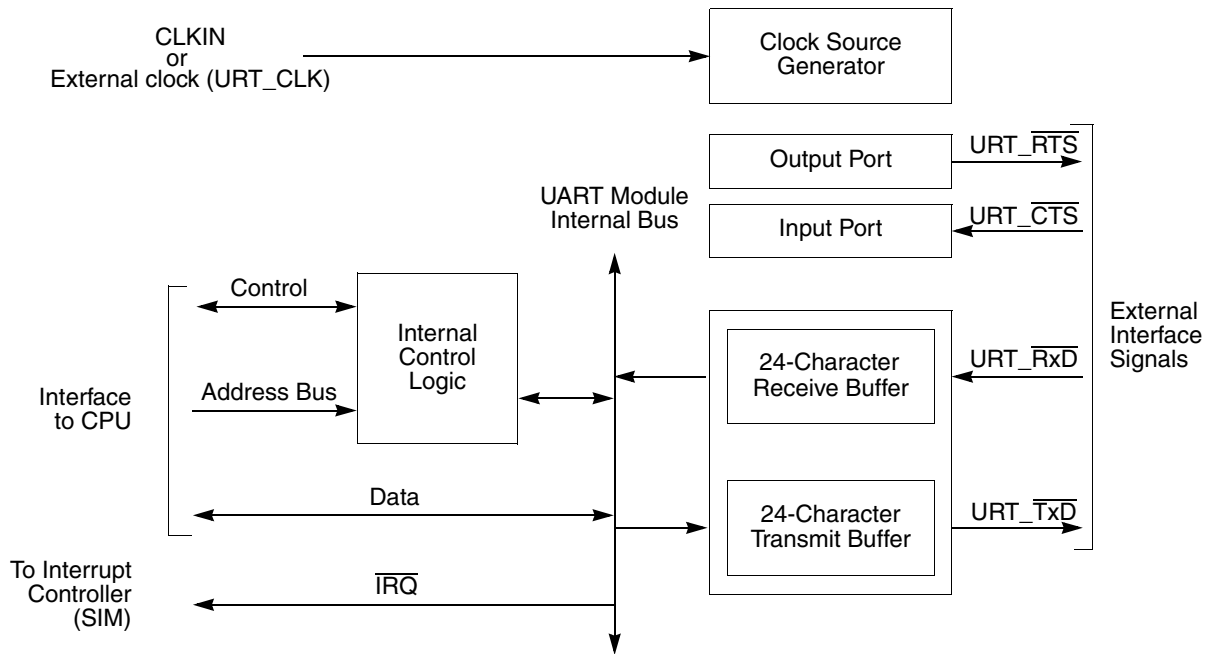 CLKIN
or
External clock (URT_CLK)
Clock Source
Generator
Output Port
URT_RTS
UART Module
Internal Bus
Input Port
URT_CTS
Control
Internal
Control
Logic
24-Character
Receive Buffer
URT_RxD
External
Interface
Signals
Interface
to CPU
Address Bus
Data
24-Character
Transmit Buffer
URT_TxD
To Interrupt
Controller
(SIM)
IRQ